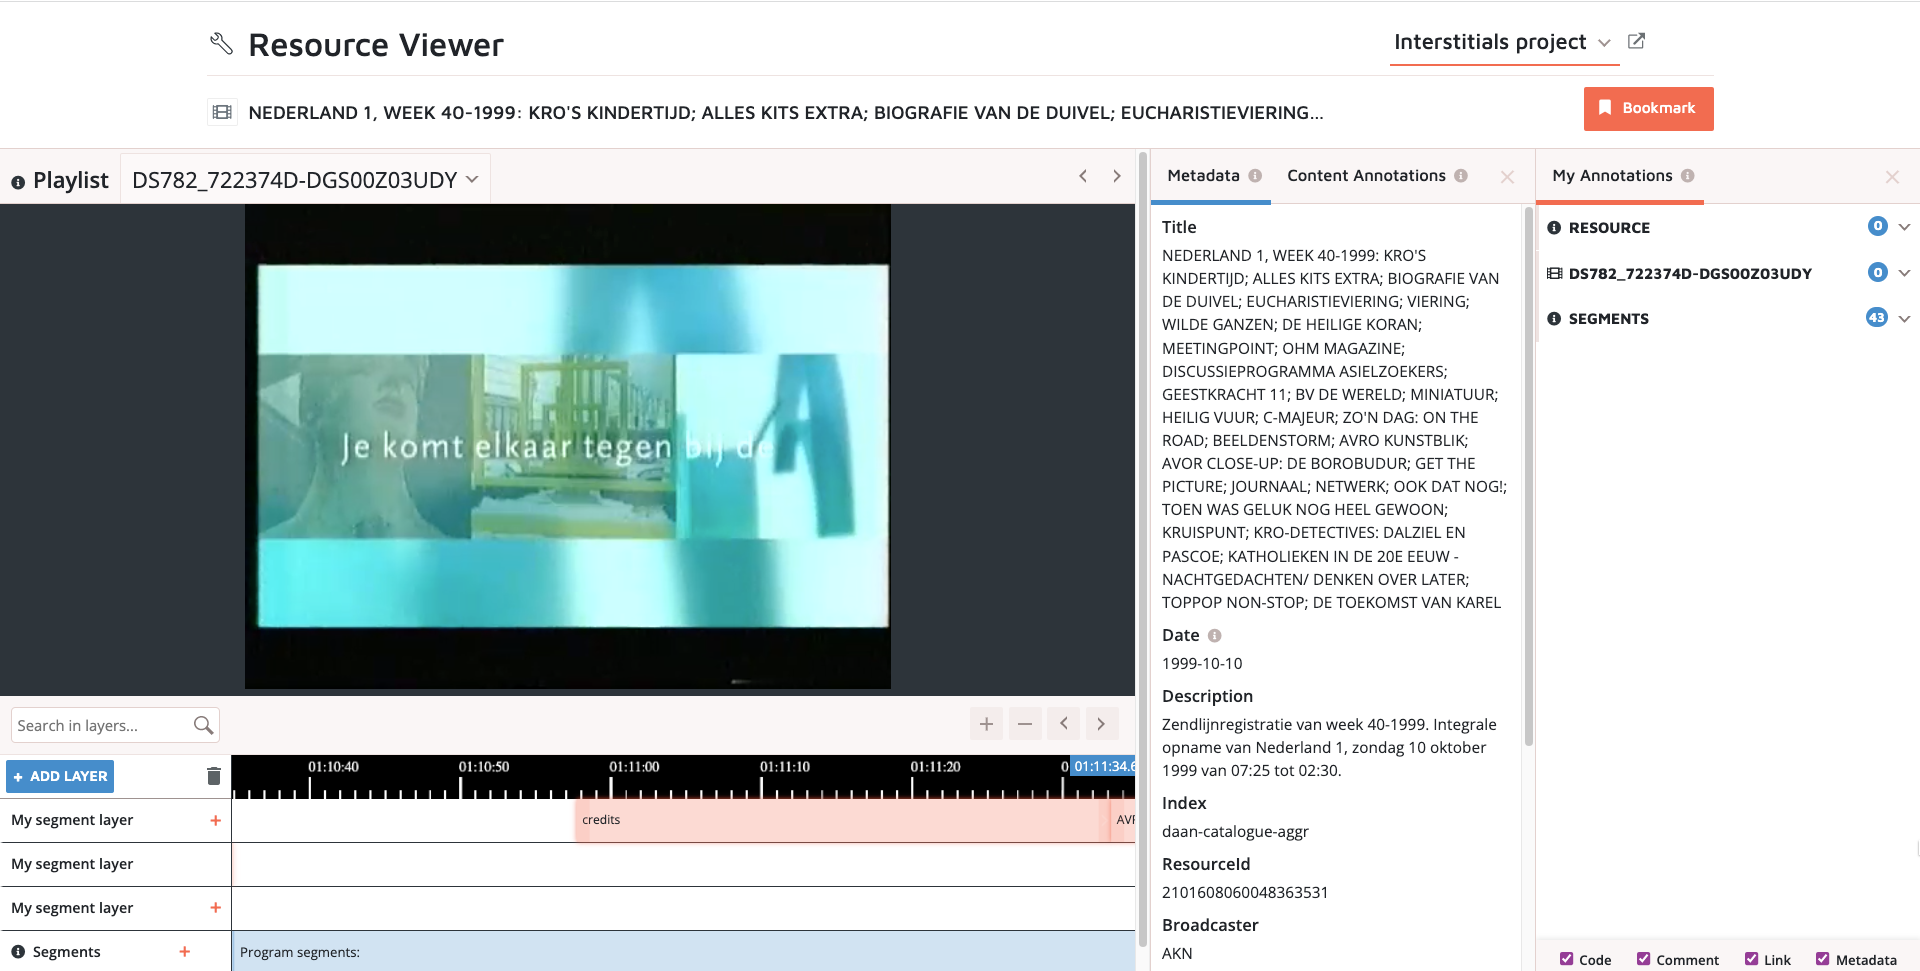 Resource Viewer
Interstitials project
NEDERLAND 1, WEEK 40-1999: KRO'S KINDERTIJD; ALLES KITS EXTRA; BIOGRAFIE VAN DE DUIVEL; EUCHARISTIEVIERING...
Bookmark
Playlist
DS782_722374D-DGS00Z03UDY
Je komt elkaar tegen bij de
Search in layers...
+ ADD LAYER
01:10:40
01:10:50
01:11:00
01:11:10
01:11:20
0
01:11:34.6
My segment layer +
credits
AVR
My segment layer
My segment layer +
Segments +
Program segments:
Metadata
Content Annotations
Title
NEDERLAND 1, WEEK 40-1999: KRO'S
KINDERTIJD; ALLES KITS EXTRA; BIOGRAFIE VAN
DE DUIVEL; EUCHARISTIEVIERING; VIERING;
WILDE GANZEN; DE HEILIGE KORAN;
MEETINGPOINT; OHM MAGAZINE;
DISCUSSIEPROGRAMMA ASIELZOEKERS;
GEESTKRACHT 11; BV DE WERELD; MINIATUUR;
HEILIG VUUR; C-MAJEUR; ZO'N DAG: ON THE
ROAD; BEELDENSTORM; AVRO KUNSTBLIK;
AVOR CLOSE-UP: DE BOROBUDUR; GET THE
PICTURE; JOURNAAL; NETWERK; OOK DAT NOG!;
TOEN WAS GELUK NOG HEEL GEWOON;
KRUISPUNT; KRO-DETECTIVES: DALZIEL EN
PASCOE; KATHOLIEKEN IN DE 20E EEUW -
NACHTGEDACHTEN/ DENKEN OVER LATER;
TOPPOP NON-STOP; DE TOEKOMST VAN KAREL
Date
1999-10-10
Description
Zendlijnregistratie van week 40-1999. Integrale
opname van Nederland 1, zondag 10 oktober
1999 van 07:25 tot 02:30.
Index
daan-catalogue-aggr
ResourceId
2101608060048363531
Broadcaster
AKN
My Annotations
RESOURCE 0
DS782_722374D-DGS00Z03UDY 0
SEGMENTS 43
Code
Comment
Link
Metadata